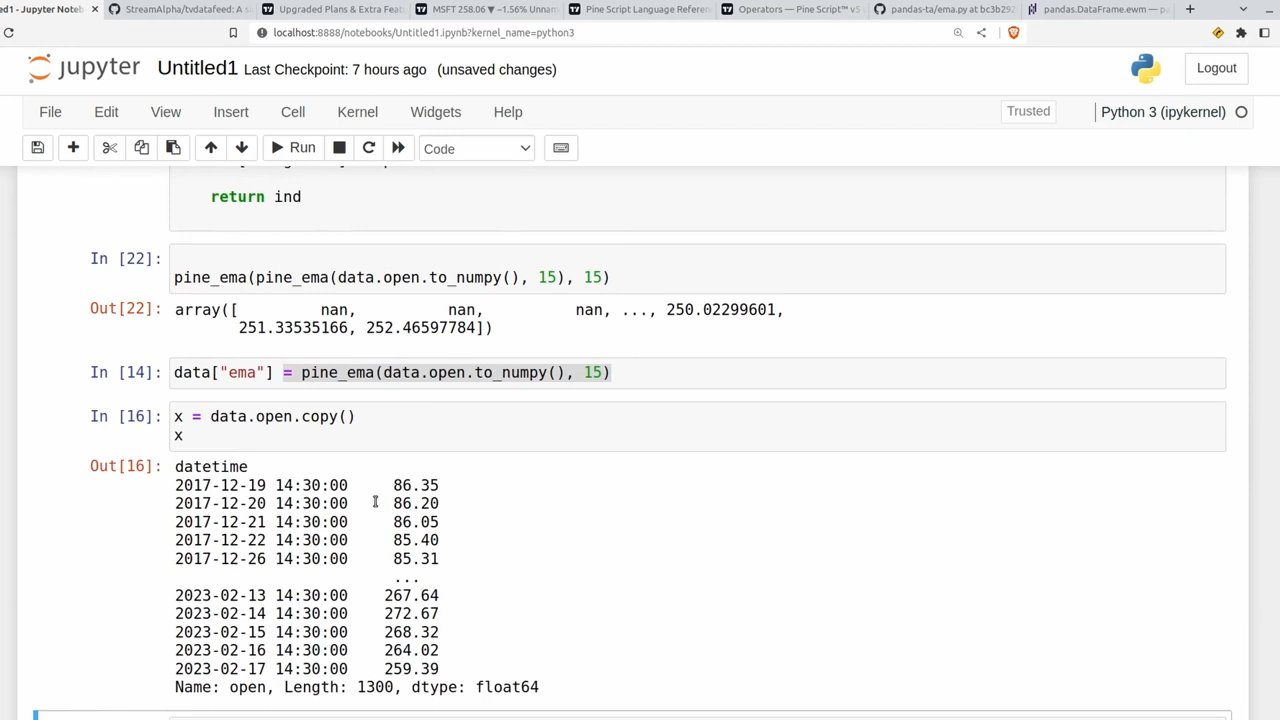 ed1 - Jupyter Noteb × StreamAlpha/tvdatafeed: A s Upgraded Plans & Extra Feat MSFT 258.06 ▼ −1.56% Unnam Pine Script Language Referen Operators — Pine Script™ v5 pandas-ta/ema.py at bc3b292 pandas.DataFrame.ewm — pa
localhost:8888/notebooks/Untitled1.ipynb?kernel_name=python3
jupyter Untitled1 Last Checkpoint: 7 hours ago (unsaved changes) Logout
File Edit View Insert Cell Kernel Widgets Help Trusted Python 3 (ipykernel)
Run Code
return ind
In [22]:
pine_ema(pine_ema(data.open.to_numpy(), 15), 15)
Out[22]: array([ nan, nan, nan, ..., 250.02299601,
251.33535166, 252.46597784])
In [14]: data["ema"] = pine_ema(data.open.to_numpy(), 15)
In [16]: x = data.open.copy()
x
Out[16]: datetime
2017-12-19 14:30:00 86.35
2017-12-20 14:30:00 86.20
2017-12-21 14:30:00 86.05
2017-12-22 14:30:00 85.40
2017-12-26 14:30:00 85.31
...
2023-02-13 14:30:00 267.64
2023-02-14 14:30:00 272.67
2023-02-15 14:30:00 268.32
2023-02-16 14:30:00 264.02
2023-02-17 14:30:00 259.39
Name: open, Length: 1300, dtype: float64